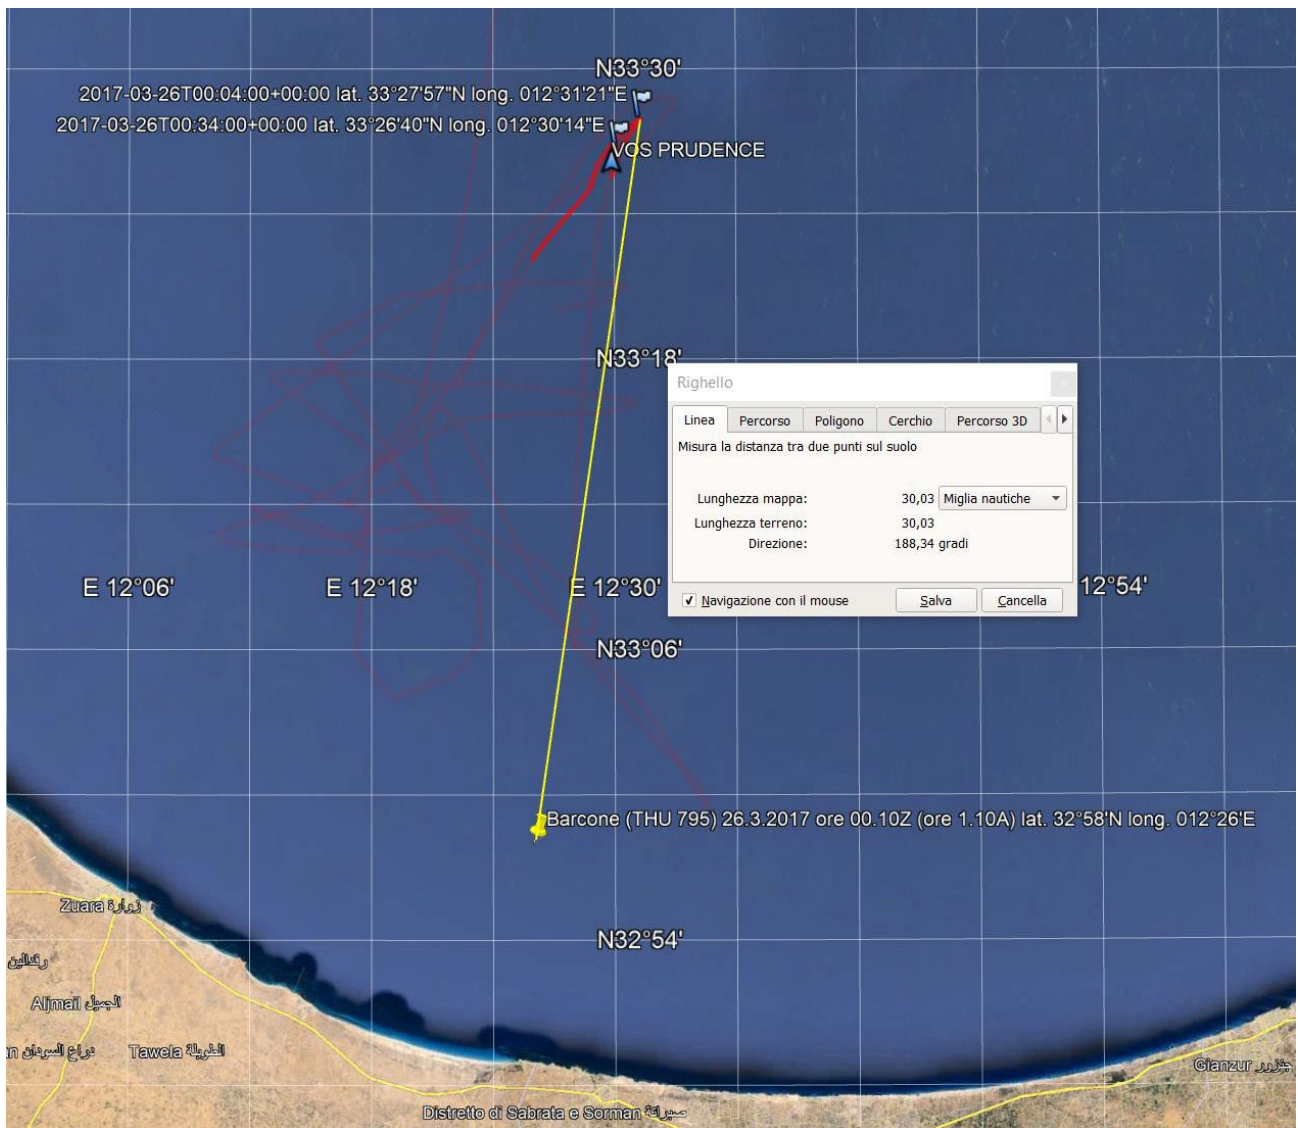 N33°30'
2017-03-26T00:04:00+00:00 lat. 33°27'57"N long. 012°31'21"E
2017-03-26T00:34:00+00:00 lat. 33°26'40"N long. 012°30'14"E
VOS PRUDENCE
N33°18'
Righello
Linea Percorso Poligono Cerchio Percorso 3D
Misura la distanza tra due punti sul suolo
Lunghezza mappa: 30,03 Miglia nautiche
Lunghezza terreno: 30,03
Direzione: 188,34 gradi
Navigazione con il mouse Salva Cancella
E 12°06' E 12°18' E 12°30' 12°54'
N33°06'
Barcone (THU 795) 26.3.2017 ore 00.10Z (ore 1.10A) lat. 32°58'N long. 012°26'E
Zuara زوارة
N32°54'
رقدالين
Aljmail الجميل
دراع السودان Tawela الطويلة
Gianzur جنزور
Distretto di Sabrata e Sorman صبراتة